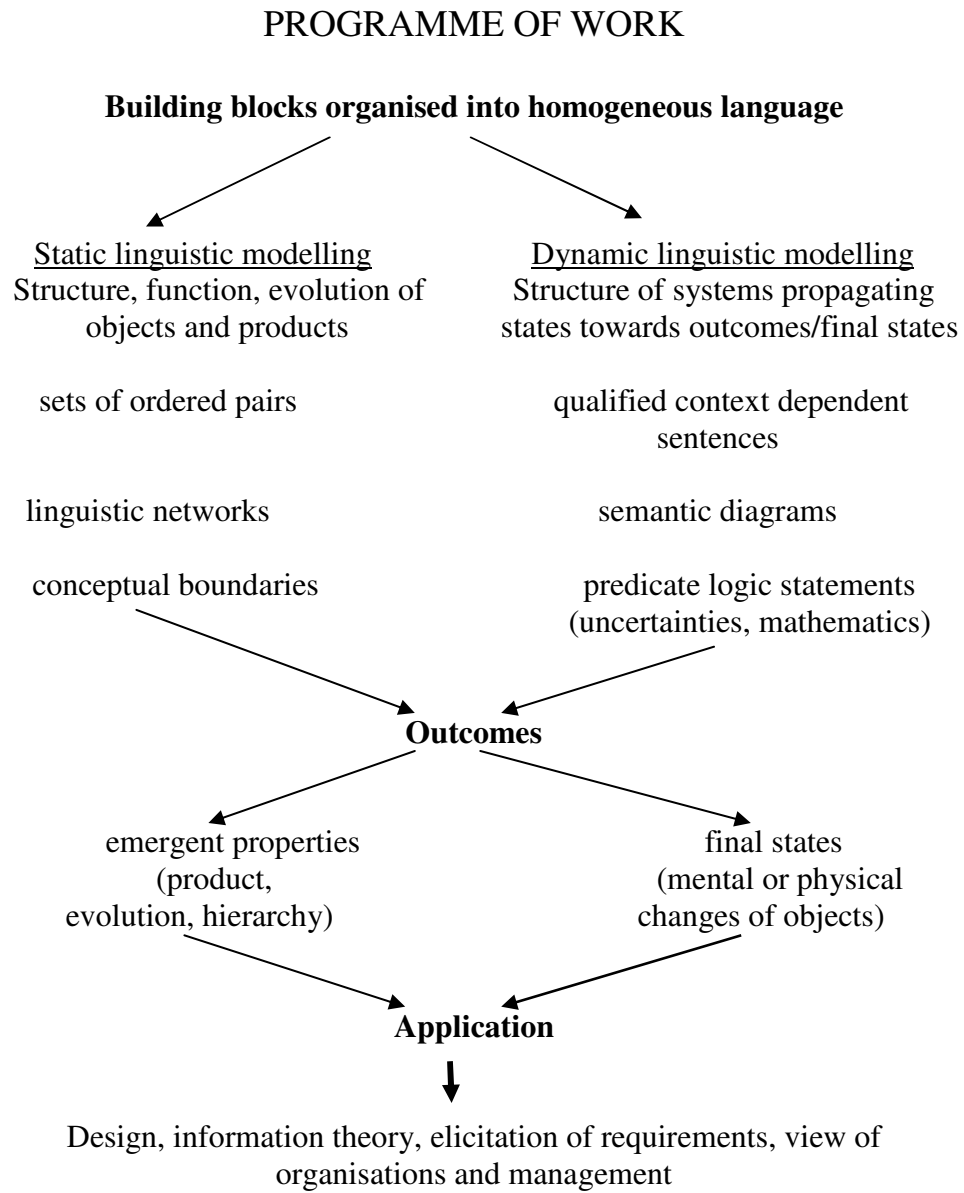 PROGRAMME OF WORK
Building blocks organised into homogeneous language
Static linguistic modelling
Structure, function, evolution of
objects and products
sets of ordered pairs
linguistic networks
conceptual boundaries
Dynamic linguistic modelling
Structure of systems propagating
states towards outcomes/final states
qualified context dependent
sentences
semantic diagrams
predicate logic statements
(uncertainties, mathematics)
Outcomes
emergent properties
(product,
evolution, hierarchy)
final states
(mental or physical
changes of objects)
Application
Design, information theory, elicitation of requirements, view of
organisations and management